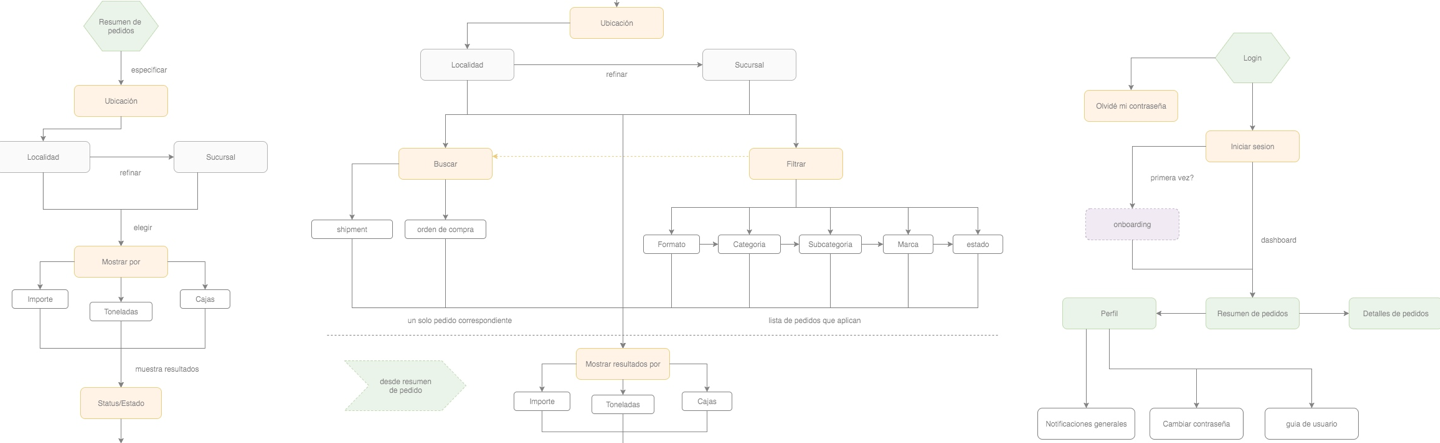 Resumen de
pedidos
especificar
Ubicación
Localidad
refinar
Sucursal
elegir
Mostrar por
Importe
Toneladas
Cajas
muestra resultados
Status/Estado
Ubicación
Localidad
refinar
Sucursal
Buscar
Filtrar
shipment
orden de compra
Formato
Categoria
Subcategoria
Marca
estado
un solo pedido correspondiente
lista de pedidos que aplican
desde resumen
de pedido
Mostrar resultados por
Importe
Toneladas
Cajas
Login
Olvidé mi contraseña
Iniciar sesion
primera vez?
onboarding
dashboard
Perfil
Resumen de pedidos
Detalles de pedidos
Notificaciones generales
Cambiar contraseña
guia de usuario